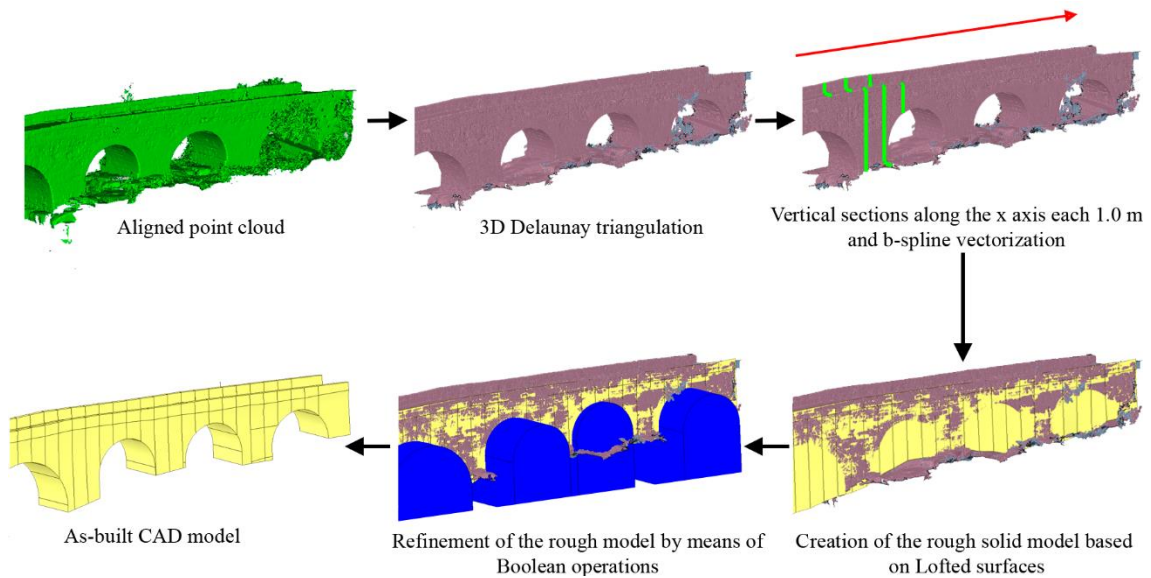 Aligned point cloud
3D Delaunay triangulation
Vertical sections along the x axis each 1.0 m
and b-spline vectorization
As-built CAD model
Refinement of the rough model by means of
Boolean operations
Creation of the rough solid model based
on Lofted surfaces